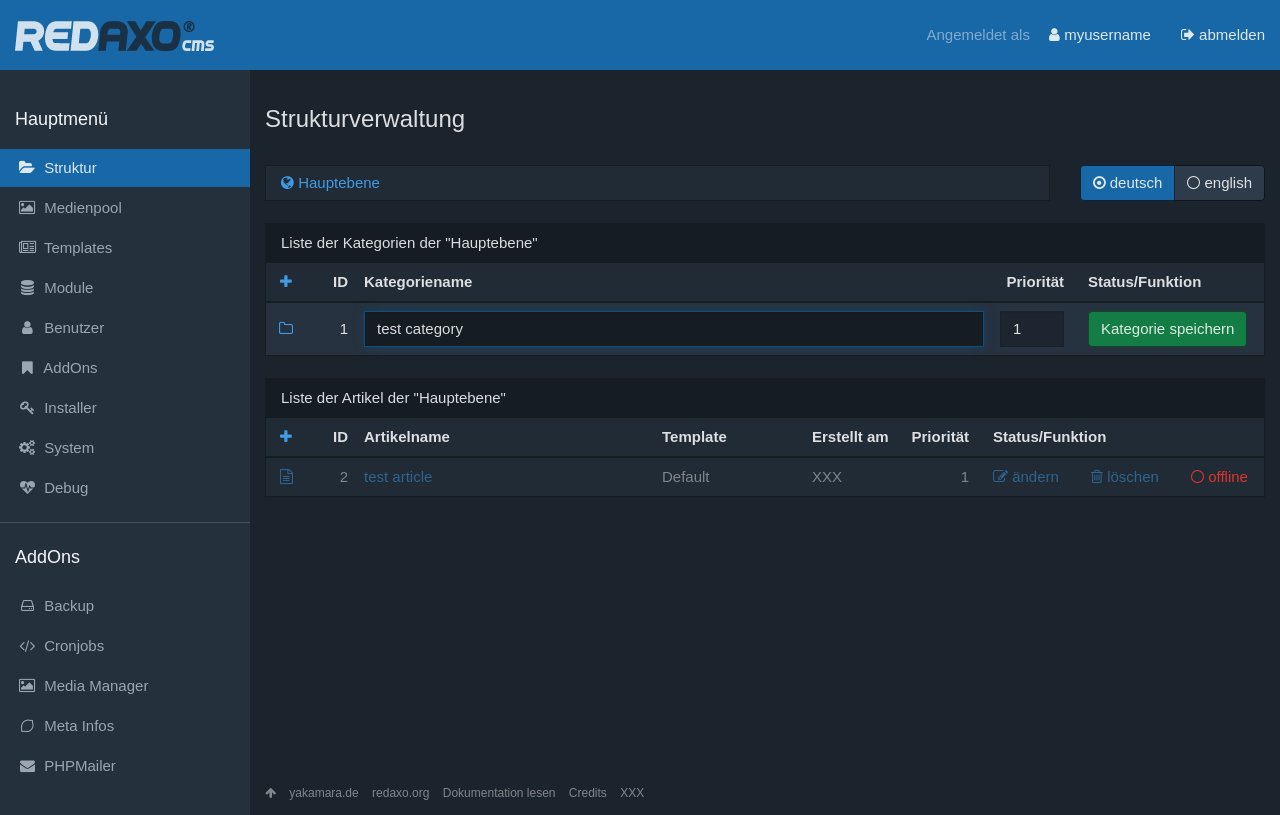 REDAXO® cms
Angemeldet als myusername abmelden
Hauptmenü
Struktur
Medienpool
Templates
Module
Benutzer
AddOns
Installer
System
Debug
AddOns
Backup
Cronjobs
Media Manager
Meta Infos
PHPMailer
Strukturverwaltung
Hauptebene
deutsch english
Liste der Kategorien der "Hauptebene"
ID Kategoriename Priorität Status/Funktion
1 test category 1 Kategorie speichern
Liste der Artikel der "Hauptebene"
ID Artikelname Template Erstellt am Priorität Status/Funktion
2 test article Default XXX 1 ändern löschen offline
yakamara.de redaxo.org Dokumentation lesen Credits XXX